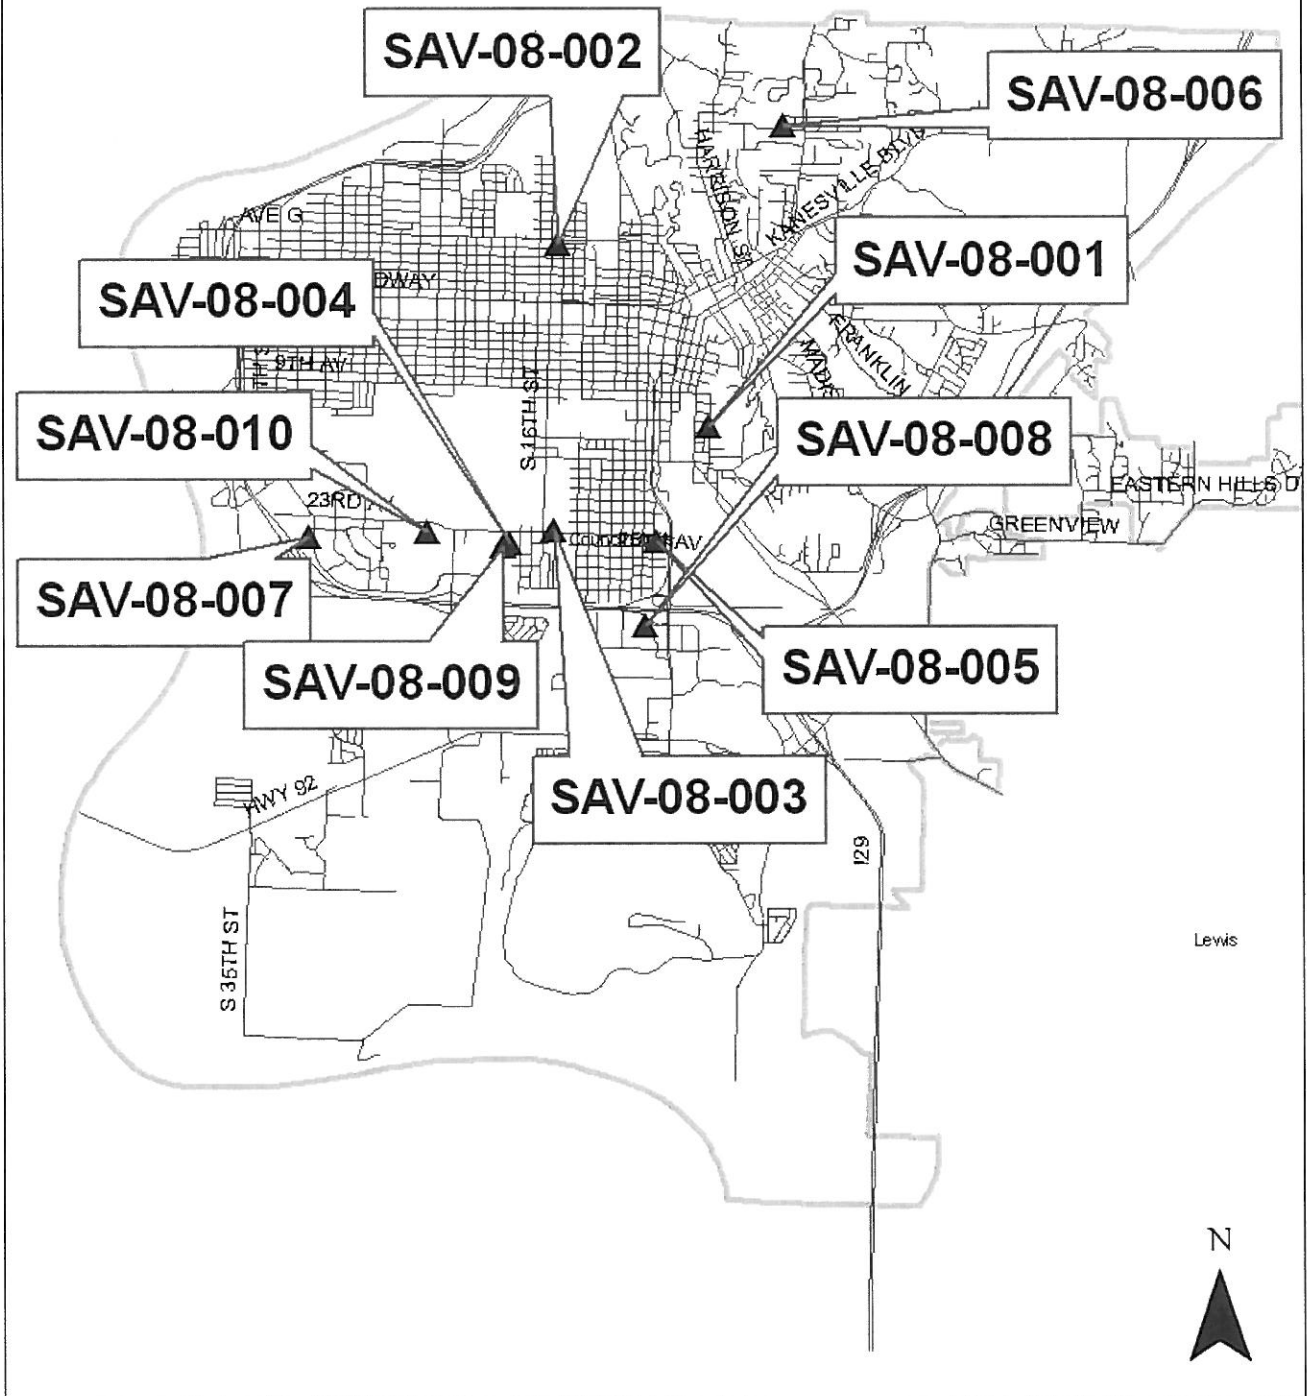 SAV-08-002
SAV-08-006
HARRISON ST
KANESVILLE BLVD
AVE G
SAV-08-001
SAV-08-004
DWAY
FRANKLIN
9TH AV
S 16TH ST
SAV-08-010
SAV-08-008
EASTERN HILLS D
23RD
GREENVIEW
AV
SAV-08-007
SAV-08-009
SAV-08-005
SAV-08-003
HWY 92
I29
S 35TH ST
Lewis
N